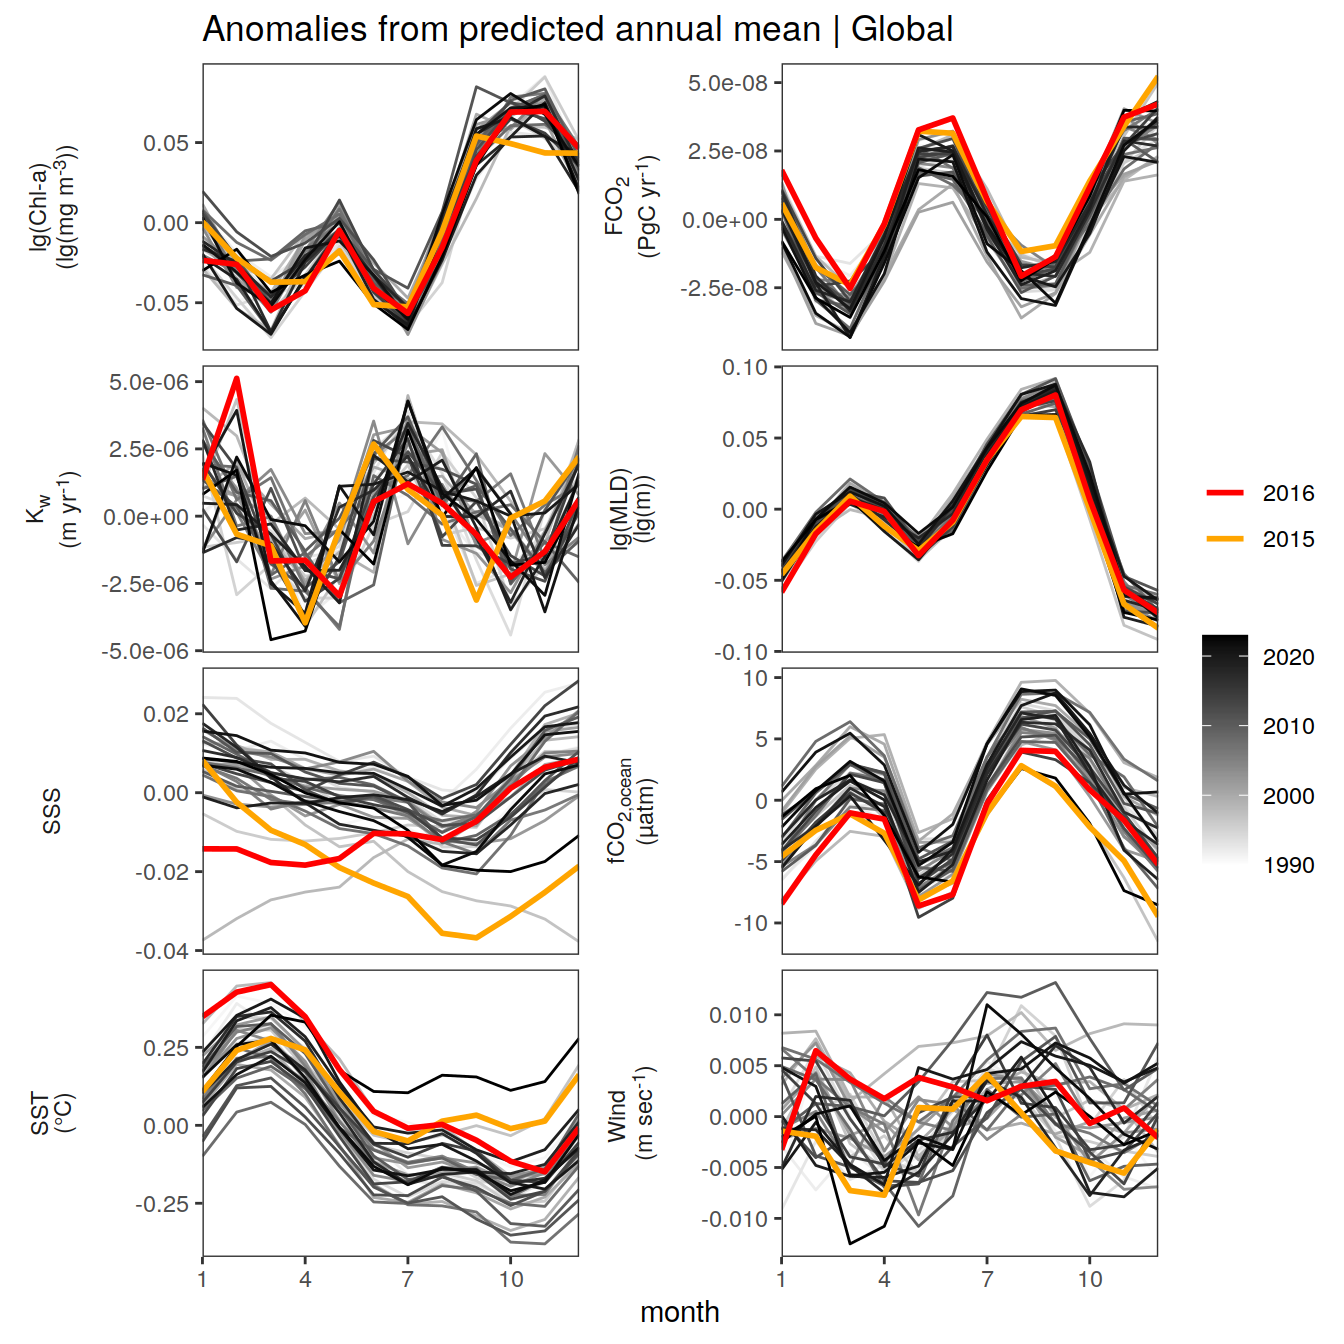 Anomalies from predicted annual mean | Global
lg(Chl-a)
(lg(mg m⁻³))
0.05
0.00
-0.05
FCO₂
(PgC yr⁻¹)
5.0e-08
2.5e-08
0.0e+00
-2.5e-08
K_w
(m yr⁻¹)
5.0e-06
2.5e-06
0.0e+00
-2.5e-06
-5.0e-06
lg(MLD)
(lg(m))
0.10
0.05
0.00
-0.05
-0.10
SSS
0.02
0.00
-0.02
-0.04
fCO₂,ocean
(µatm)
10
5
0
-5
-10
SST
(°C)
0.25
0.00
-0.25
Wind
(m sec⁻¹)
0.010
0.005
0.000
-0.005
-0.010
1 4 7 10
1 4 7 10
month
2016
2015
2020
2010
2000
1990